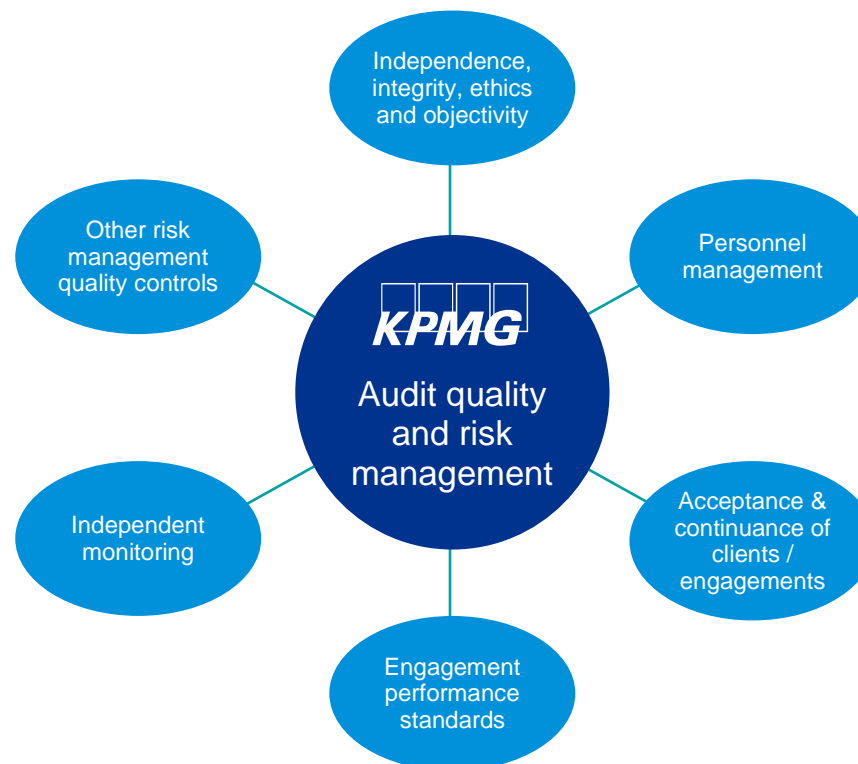 Independence,
integrity, ethics
and objectivity
Other risk
management
quality controls
Personnel
management
KPMG
Audit quality
and risk
management
Independent
monitoring
Acceptance &
continuance of
clients /
engagements
Engagement
performance
standards